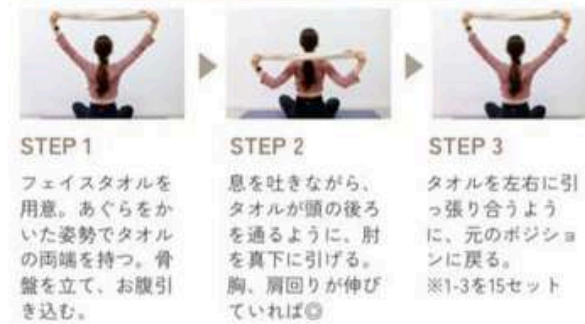 STEP 1
フェイスタオルを
用意。あぐらをか
いた姿勢でタオル
の両端を持つ。骨
盤を立て、お腹引
き込む。
STEP 2
息を吐きながら、
タオルが頭の後ろ
を通るように、肘
を真下に引げる。
胸、肩回りが伸び
ていれば◎
STEP 3
タオルを左右に引
っ張り合うよう
に、元のポジショ
ンに戻る。
※1-3を15セット